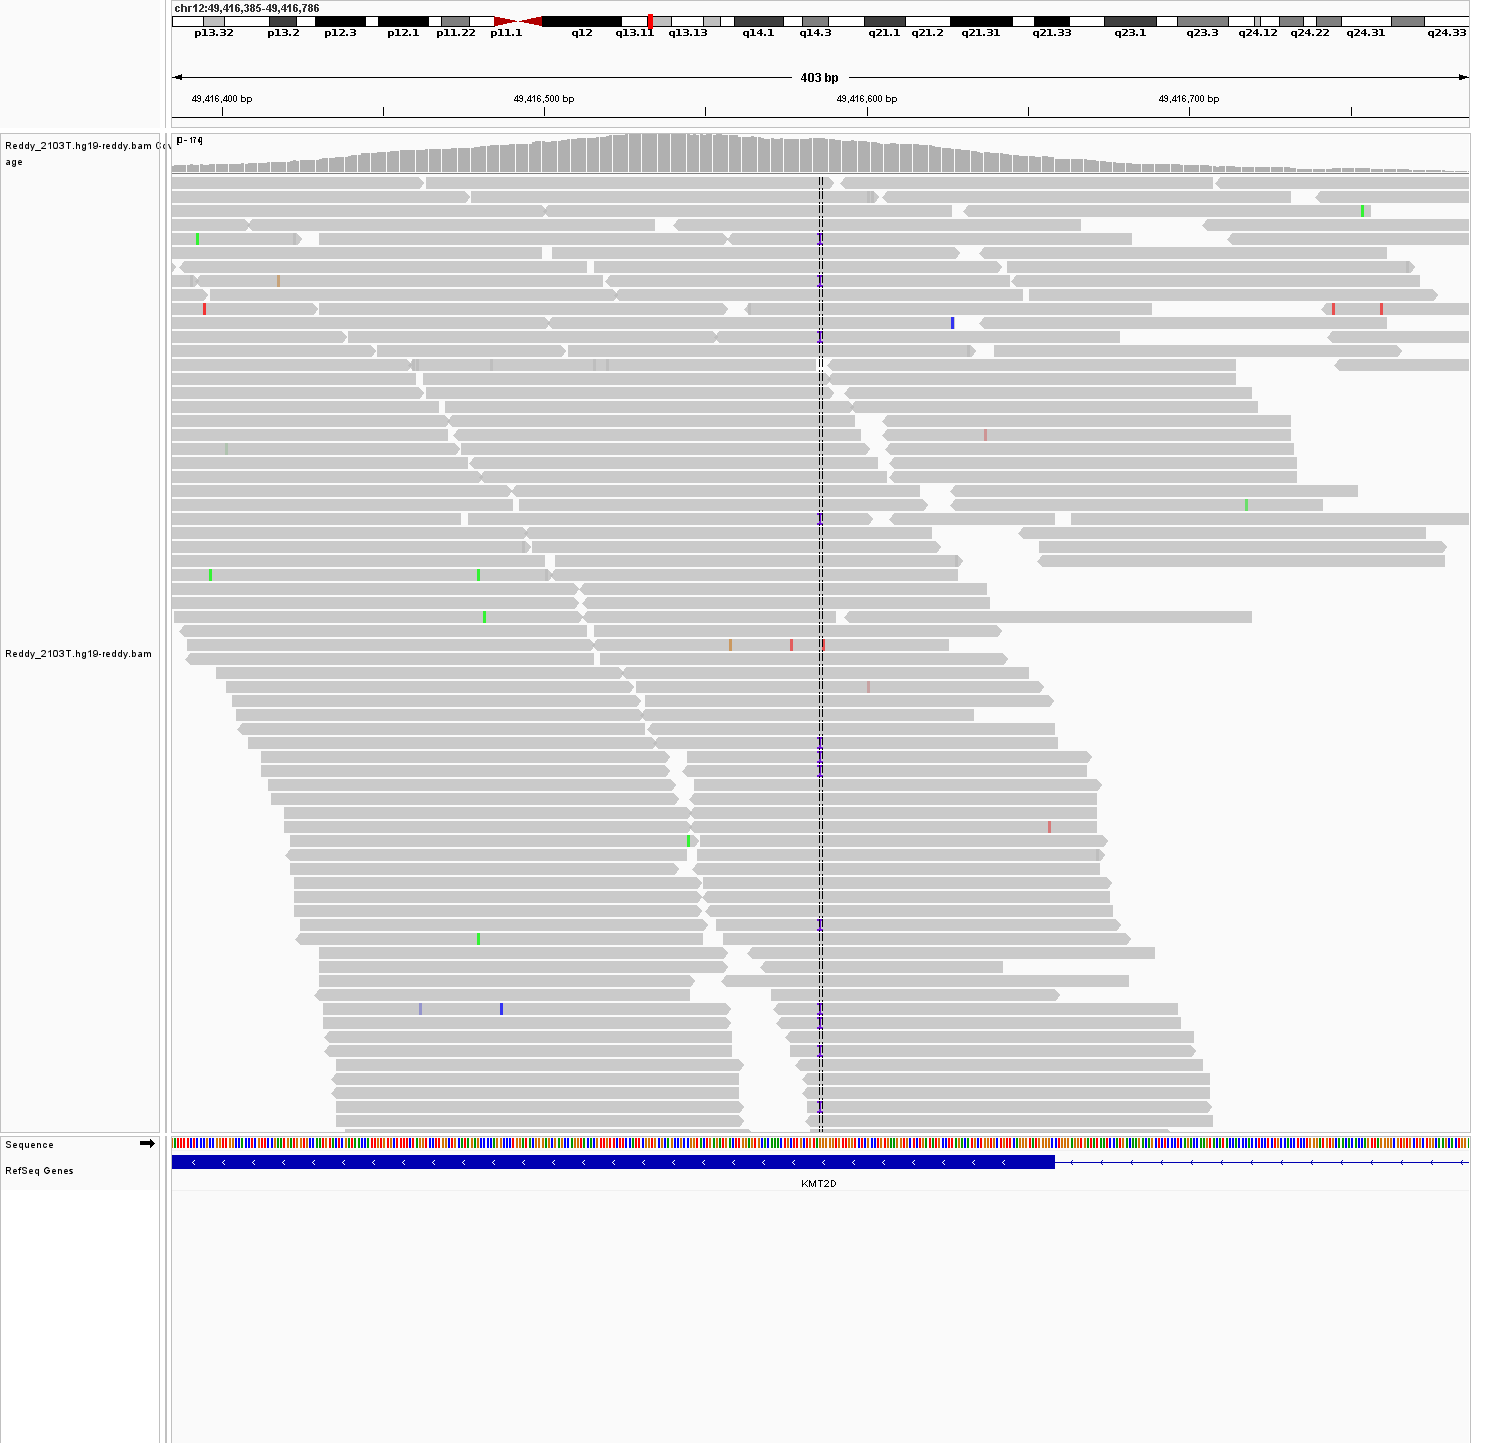 chr12:49,416,385-49,416,786
p13.32 p13.2 p12.3 p12.1 p11.22 p11.1 q12 q13.11 q13.13 q14.1 q14.3 q21.1 q21.2 q21.31 q21.33 q23.1 q23.3 q24.12 q24.22 q24.31 q24.33
403 bp
49,416,400 bp 49,416,500 bp 49,416,600 bp 49,416,700 bp
Reddy_2103T.hg19-reddy.bam Cov
age
[0 - 174]
Reddy_2103T.hg19-reddy.bam
Sequence
RefSeq Genes
KMT2D